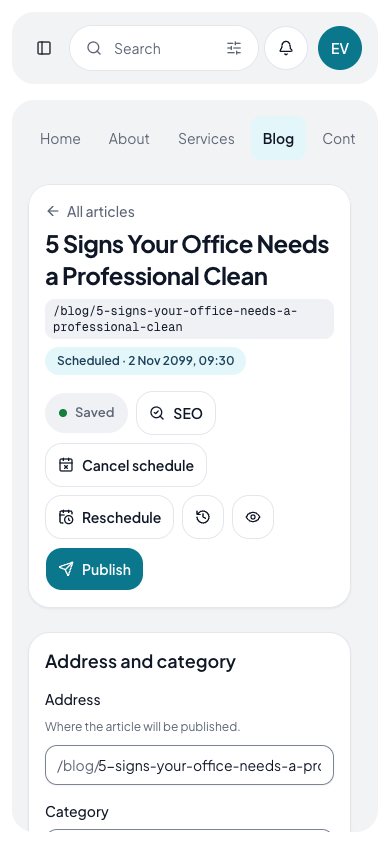 Search
EV
Home About Services Blog Cont
All articles
5 Signs Your Office Needs
a Professional Clean
/blog/5-signs-your-office-needs-a-
professional-clean
Scheduled · 2 Nov 2099, 09:30
Saved
SEO
Cancel schedule
Reschedule
Publish
Address and category
Address
Where the article will be published.
/blog/5-signs-your-office-needs-a-pro
Category